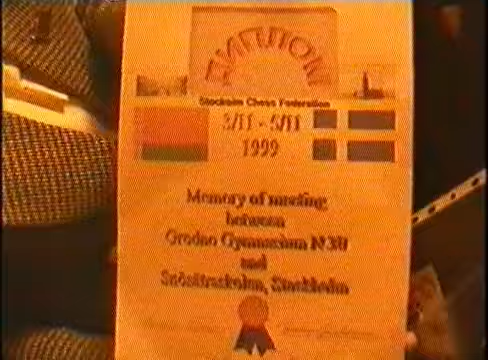 ДИПЛОМ
Stockholm Chess Federation
3/11 - 5/11
1999
Memory of meeting
between
Grodno Gymnasium №30
and
Stockholm